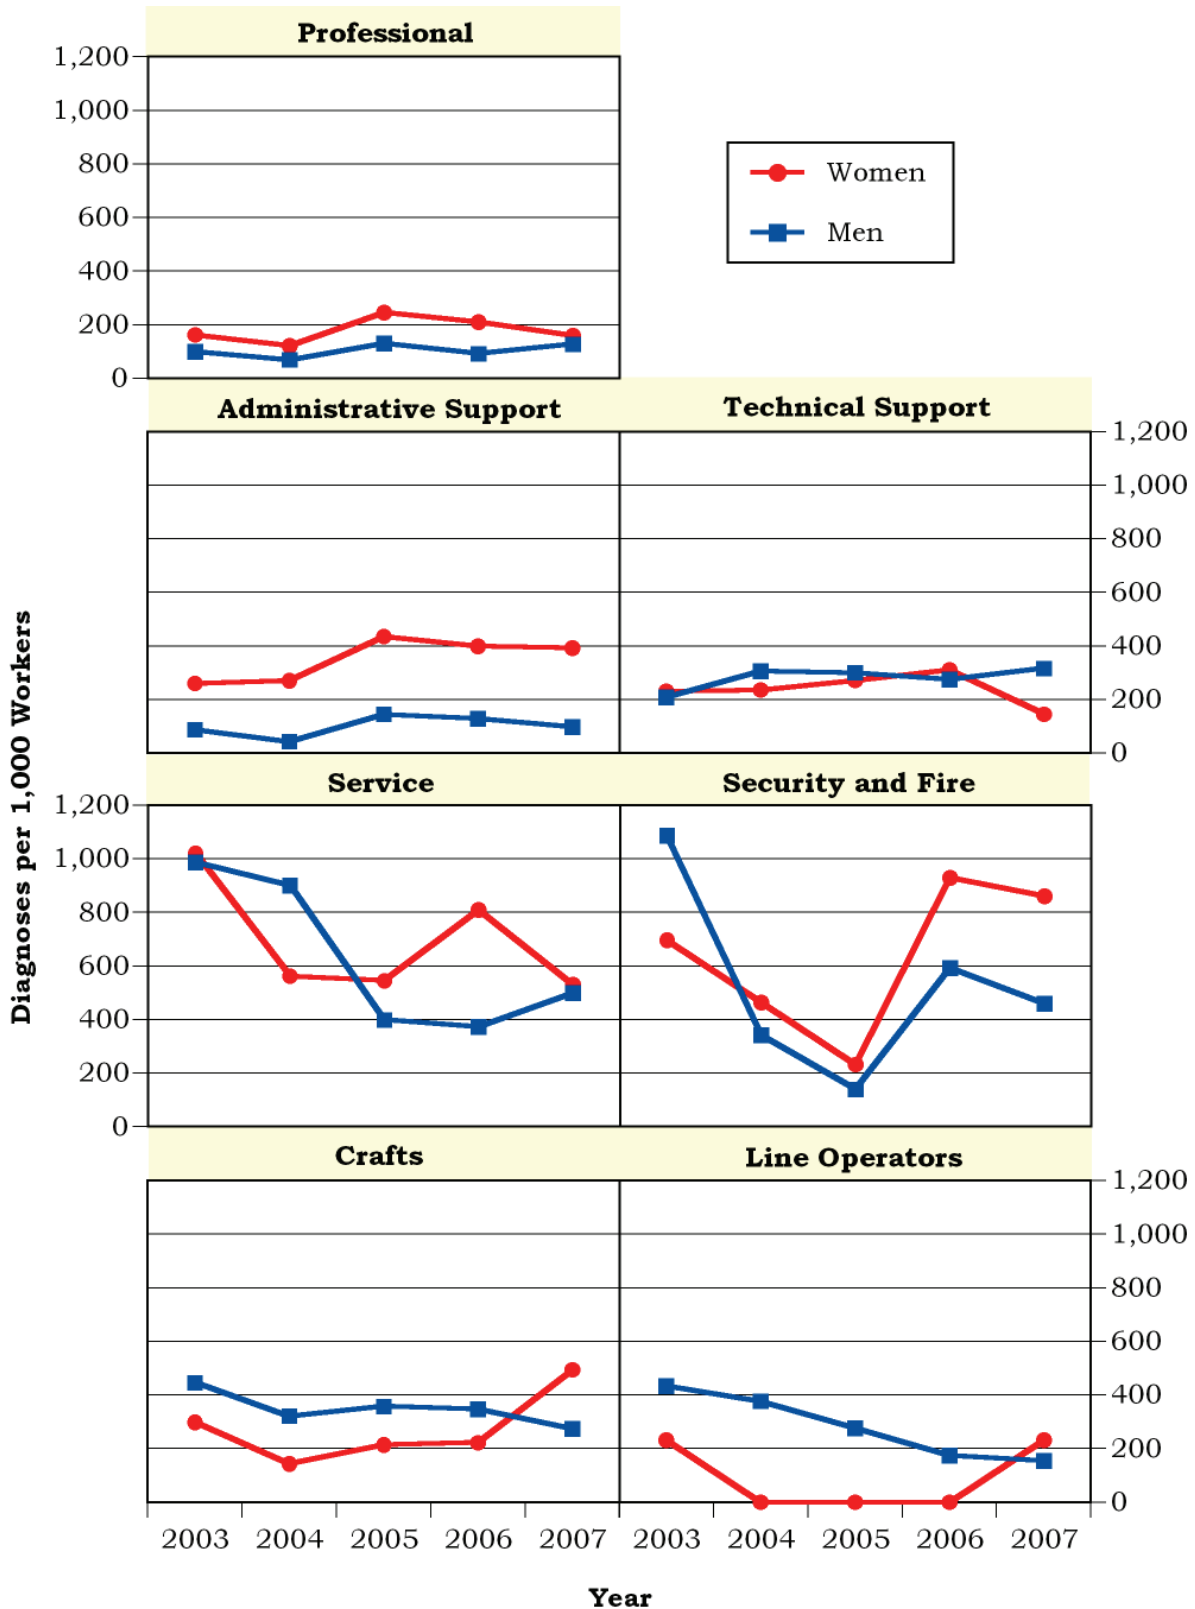 Professional
1,200
1,000
800
600
400
200
0
Women
Men
Administrative Support
Technical Support
1,200
1,000
800
600
400
200
0
Diagnoses per 1,000 Workers
Service
Security and Fire
1,200
1,000
800
600
400
200
0
Crafts
Line Operators
1,200
1,000
800
600
400
200
0
2003 2004 2005 2006 2007 2003 2004 2005 2006 2007
Year